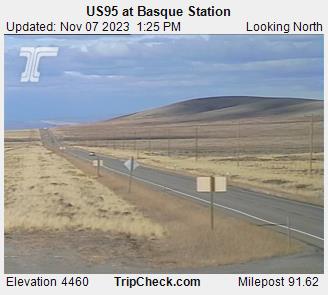 US95 at Basque Station
Updated: Nov 07 2023 1:25 PM Looking North
Elevation 4460 TripCheck.com Milepost 91.62